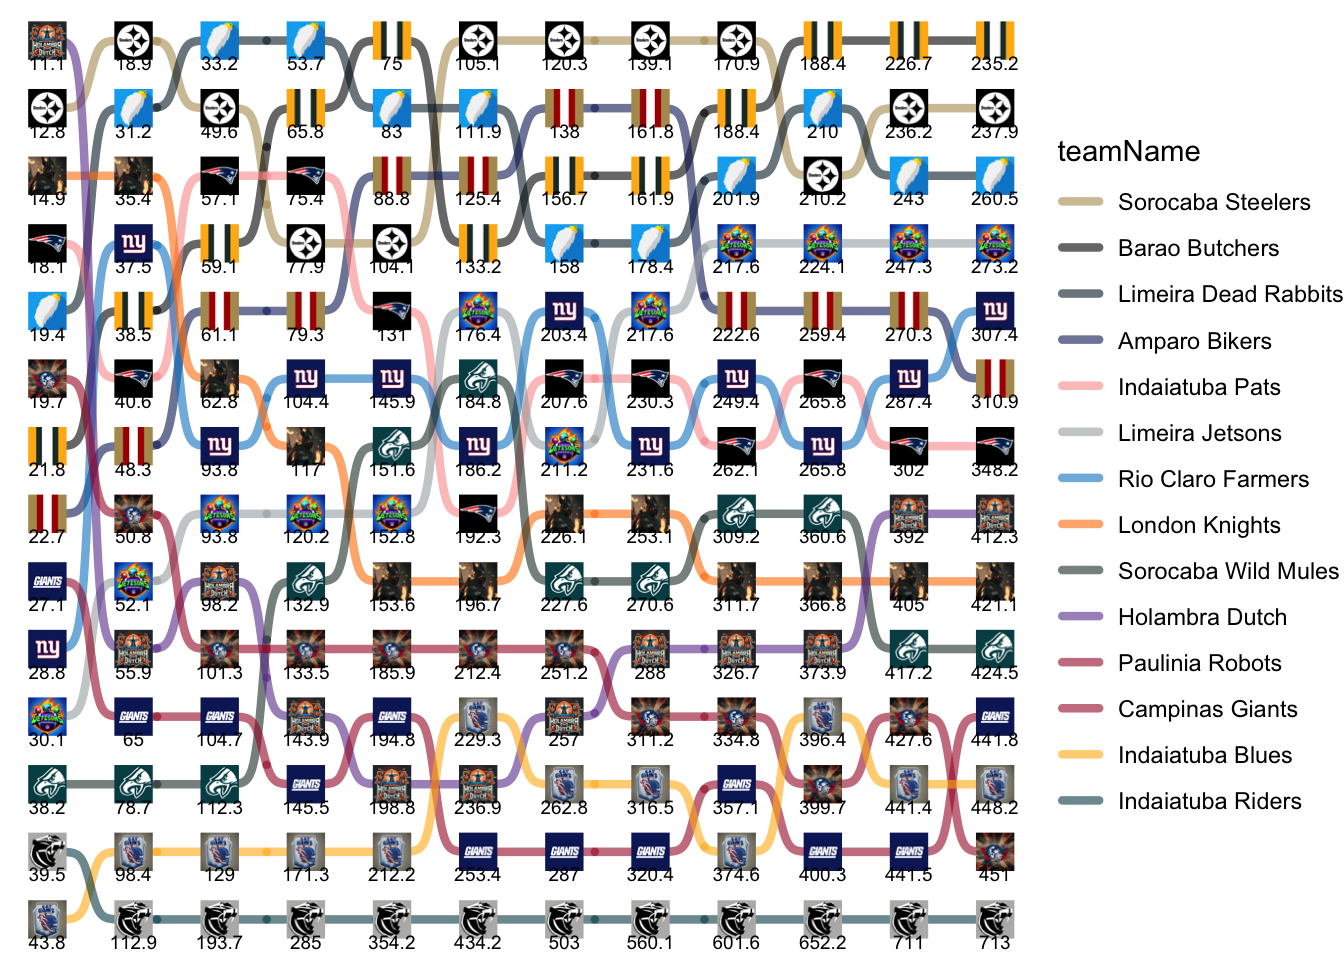 11.1 18.9 33.2 53.7 75 105.1 120.3 139.1 170.9 188.4 226.7 235.2
12.8 31.2 49.6 65.8 83 111.9 138 161.8 188.4 210 236.2 237.9
14.9 35.4 57.1 75.4 88.8 125.4 156.7 161.9 201.9 210.2 243 260.5
18.1 37.5 59.1 77.9 104.1 133.2 158 178.4 217.6 224.1 247.3 273.2
19.4 38.5 61.1 79.3 131 176.4 203.4 217.6 222.6 259.4 270.3 307.4
19.7 40.6 62.8 104.4 145.9 184.8 207.6 230.3 249.4 265.8 287.4 310.9
21.8 48.3 93.8 117 151.6 186.2 211.2 231.6 262.1 265.8 302 348.2
22.7 50.8 93.8 120.2 152.8 192.3 226.1 253.1 309.2 360.6 392 412.3
27.1 52.1 98.2 132.9 153.6 196.7 227.6 270.6 311.7 366.8 405 421.1
28.8 55.9 101.3 133.5 185.9 212.4 251.2 288 326.7 373.9 417.2 424.5
30.1 65 104.7 143.9 194.8 229.3 257 311.2 334.8 396.4 427.6 441.8
38.2 78.7 112.3 145.5 198.8 236.9 262.8 316.5 357.1 399.7 441.4 448.2
39.5 98.4 129 171.3 212.2 253.4 287 320.4 374.6 400.3 441.5 451
43.8 112.9 193.7 285 354.2 434.2 503 560.1 601.6 652.2 711 713
teamName
Sorocaba Steelers
Barao Butchers
Limeira Dead Rabbits
Amparo Bikers
Indaiatuba Pats
Limeira Jetsons
Rio Claro Farmers
London Knights
Sorocaba Wild Mules
Holambra Dutch
Paulinia Robots
Campinas Giants
Indaiatuba Blues
Indaiatuba Riders